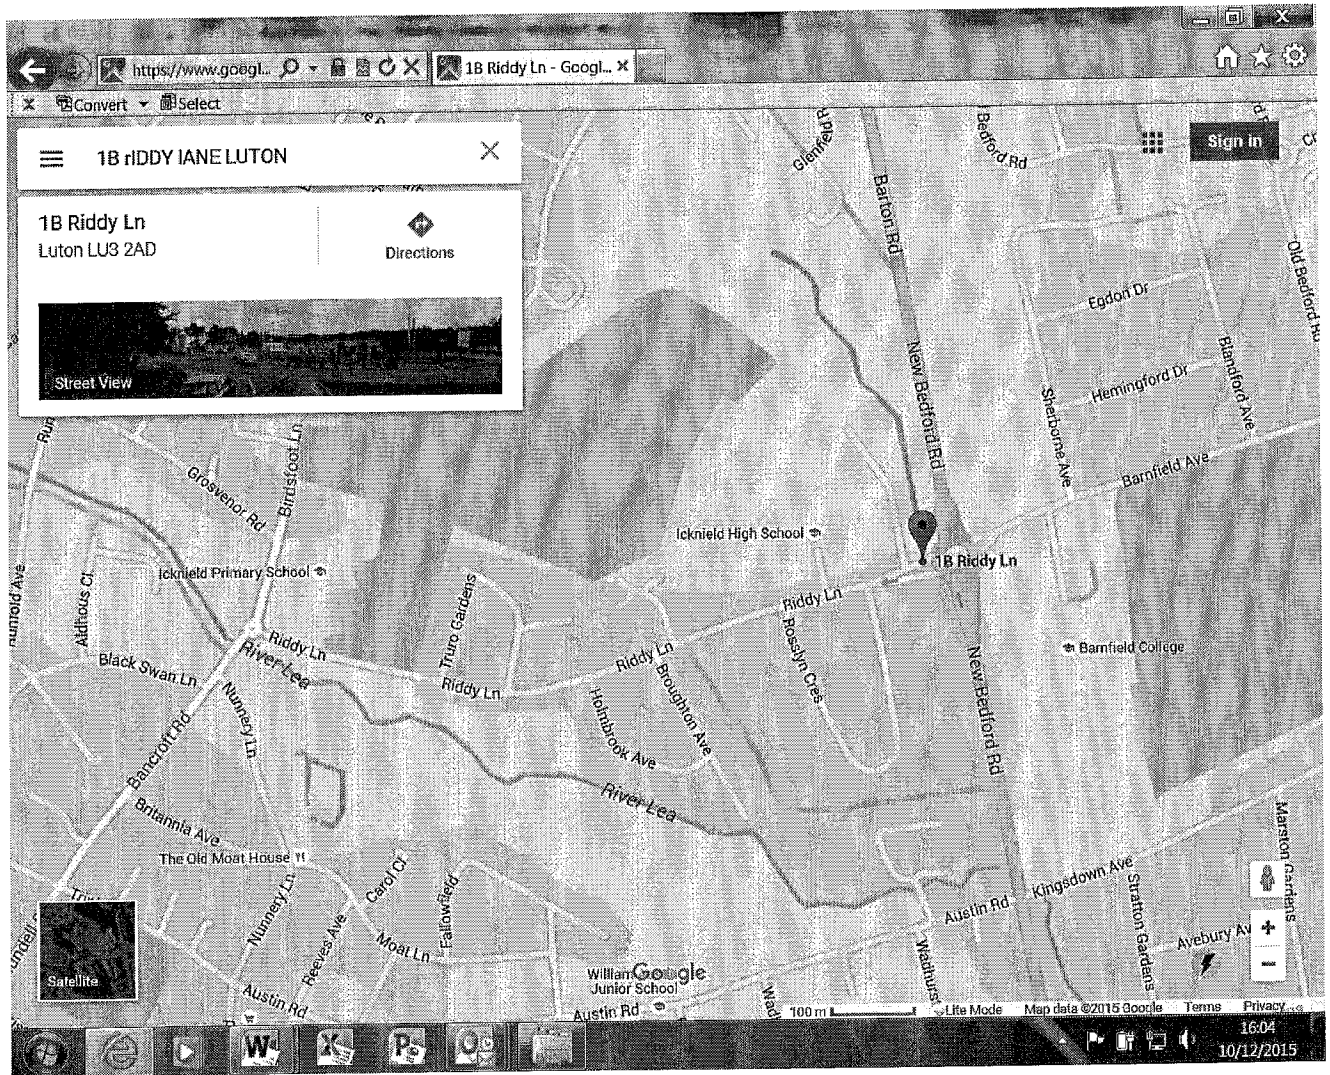 https://www.googl...
1B Riddy Ln - Googl...
x Convert Select
1B rIDDY lANE LUTON
Sign in
1B Riddy Ln
Luton LU3 2AD
Directions
Street View
Bedford Rd
Barton Rd
Old Bedford Rd
Egdon Dr
Blandford Ave
New Bedford Rd
Hemingford Dr
Sherborne Ave
Barnfield Ave
Birdsfoot Ln
Grosvenor Rd
Icknield High School
1B Riddy Ln
Icknield Primary School
Aldhous Cl
Truro Gardens
Riddy Ln
Rosslyn Cres
Riddy Ln
River Lea
Riddy Ln
Riddy Ln
Barnfield College
Black Swan Ln
Nunnery Ln
Broughton Ave
Holmbrook Ave
New Bedford Rd
Bancroft Rd
River Lea
Britannia Ave
The Old Moat House
Carol Cl
Marston Gardens
Kingsdown Ave
Nunnery Ln
Reeves Ave
Fallowfield
Austin Rd
Stratton Gardens
Moat Ln
Avebury Av
Wadhurst
Satellite
William
Google
Junior School
Austin Rd
Austin Rd
Wad
100 m
Lite Mode
Map data ©2015 Google
Terms
Privacy
16:04
10/12/2015